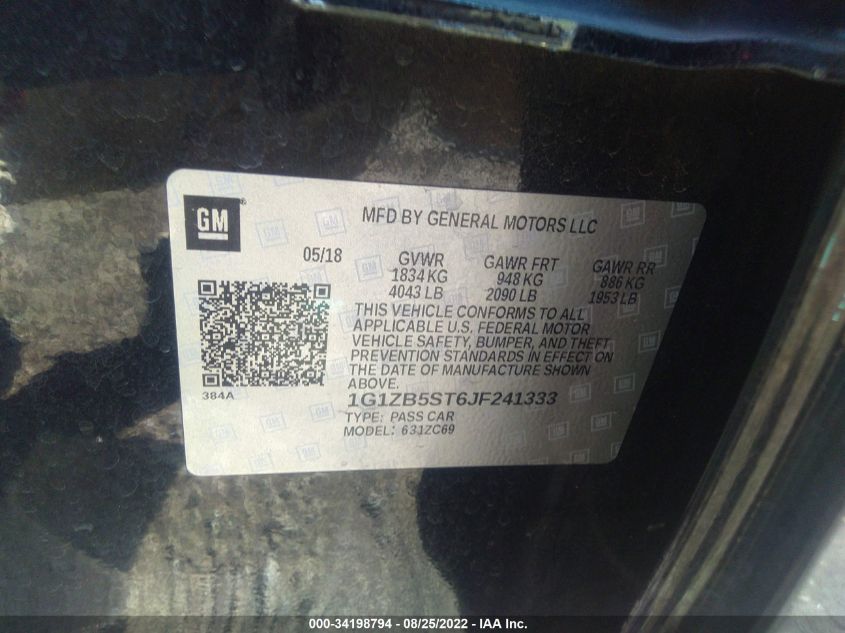 GM
MFD BY GENERAL MOTORS LLC
05/18
GVWR
1834 KG
4043 LB
GAWR FRT
948 KG
2090 LB
GAWR RR
886 KG
1953 LB
THIS VEHICLE CONFORMS TO ALL
APPLICABLE U.S. FEDERAL MOTOR
VEHICLE SAFETY, BUMPER, AND THEFT
PREVENTION STANDARDS IN EFFECT ON
THE DATE OF MANUFACTURE SHOWN
ABOVE.
384A
1G1ZB5ST6JF241333
TYPE: PASS CAR
MODEL: 631ZC69
000-34198794 - 08/25/2022 - IAA Inc.